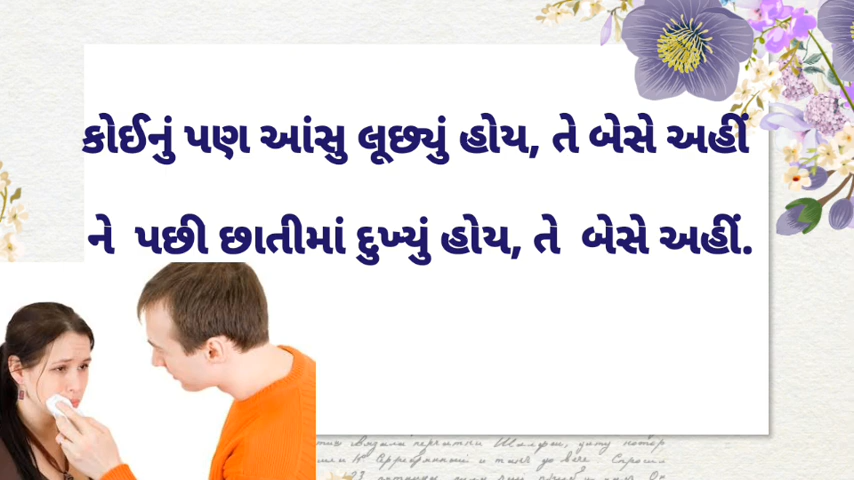 કોઈનું પણ આંસુ લૂછ્યું હોય, તે બેસે અહીં
ને પછી છાતીમાં દુખ્યું હોય, તે બેસે અહીં.